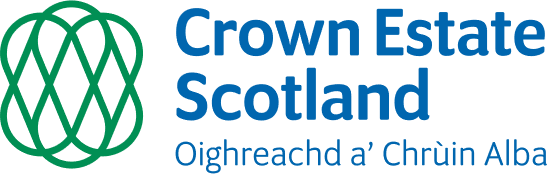 Crown Estate
Scotland
Oighreachd a’ Chrùin Alba